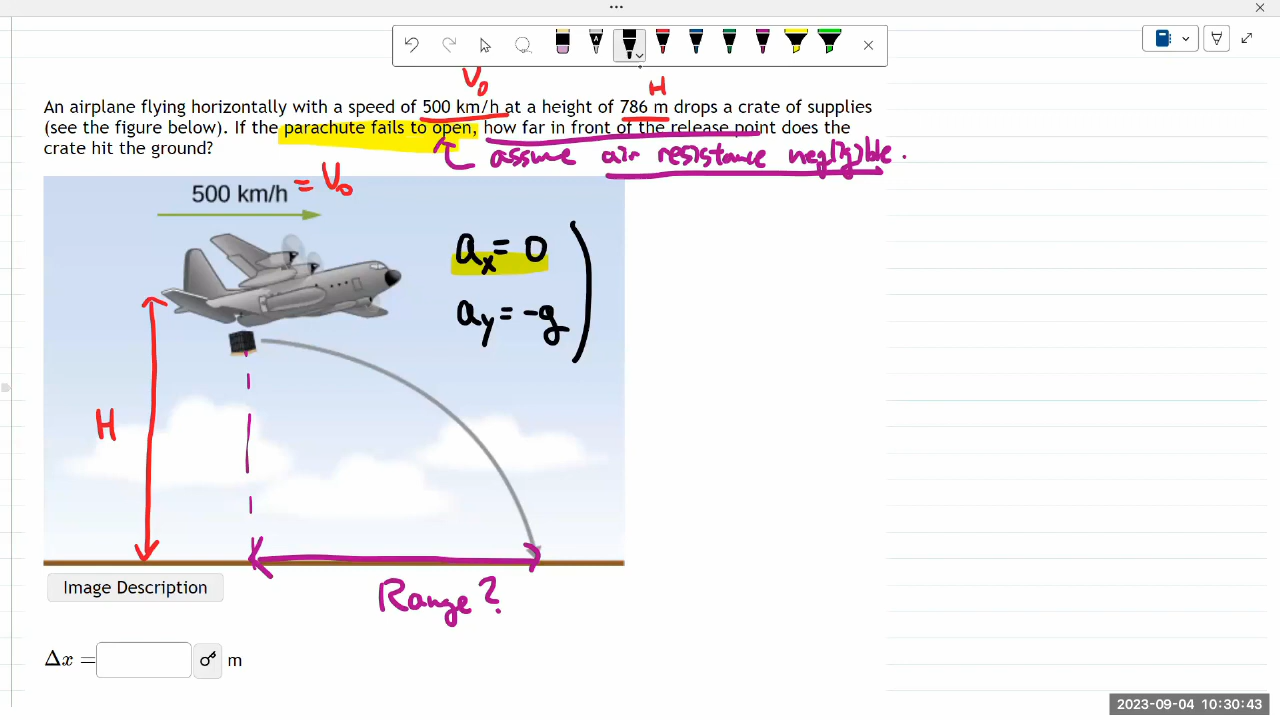 V₀ H
An airplane flying horizontally with a speed of 500 km/h at a height of 786 m drops a crate of supplies
(see the figure below). If the parachute fails to open, how far in front of the release point does the
crate hit the ground?
assume air resistance negligible.
500 km/h = V₀
aₓ = 0
a_y = -g
H
Range?
Image Description
Δx = m
2023-09-04 10:30:43